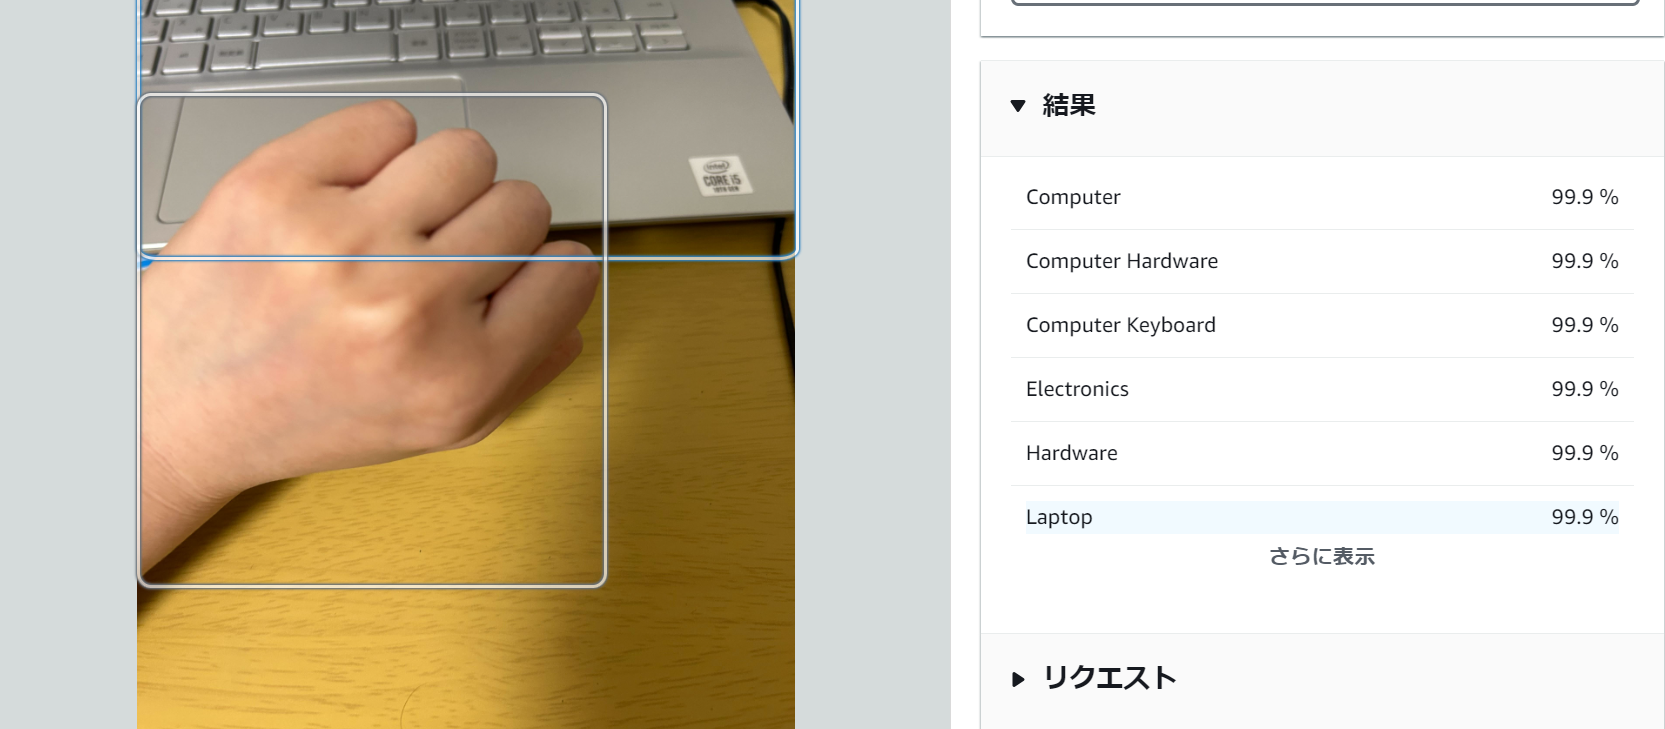 intel
CORE i5
10TH GEN
▼ 結果
Computer 99.9 %
Computer Hardware 99.9 %
Computer Keyboard 99.9 %
Electronics 99.9 %
Hardware 99.9 %
Laptop 99.9 %
さらに表示
▶ リクエスト